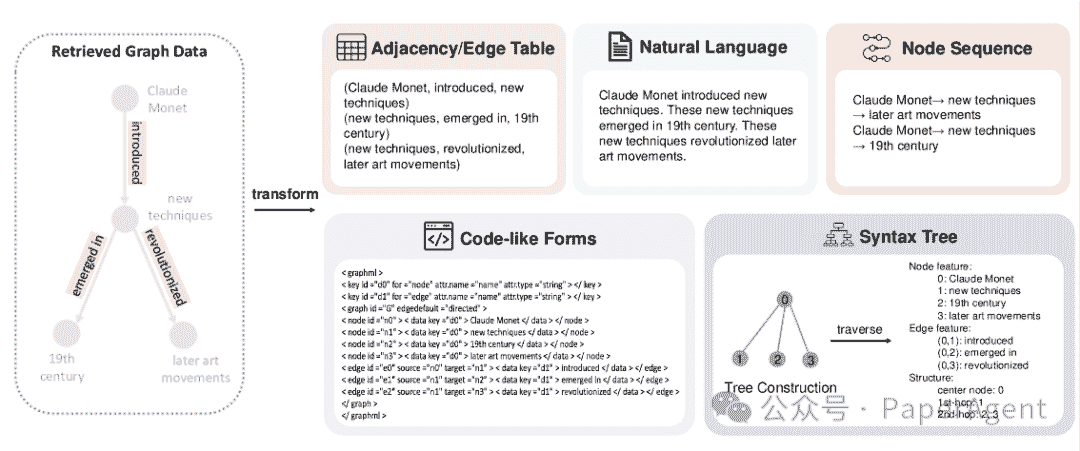 Retrieved Graph Data
Claude
Monet
introduced
new
techniques
emerged in
revolutionized
19th
century
later art
movements
transform
Adjacency/Edge Table
(Claude Monet, introduced, new
techniques)
(new techniques, emerged in, 19th
century)
(new techniques, revolutionized,
later art movements)
Natural Language
Claude Monet introduced new
techniques. These new techniques
emerged in 19th century. These
new techniques revolutionized later
art movements.
Node Sequence
Claude Monet→ new techniques
→ later art movements
Claude Monet→ new techniques
→ 19th century
Code-like Forms
< graphml >
< key id ="d0" for ="node" attr.name ="name" attr.type ="string" > </ key >
< key id ="d1" for ="edge" attr.name ="name" attr.type ="string" > </ key >
< graph id ="G" edgedefault ="directed" >
< node id ="n0" > < data key ="d0" > Claude Monet </ data > </ node >
< node id ="n1" > < data key ="d0" > new techniques </ data > </ node >
< node id ="n2" > < data key ="d0" > 19th century </ data > </ node >
< node id ="n3" > < data key ="d0" > later art movements </ data > </ node >
< edge id ="e0" source ="n0" target ="n1" > < data key ="d1" > introduced </ data > </ edge >
< edge id ="e1" source ="n1" target ="n2" > < data key ="d1" > emerged in </ data > </ edge >
< edge id ="e2" source ="n1" target ="n3" > < data key ="d1" > revolutionized </ data > </ edge >
</ graph >
</ graphml >
Syntax Tree
0
1 2 3
Tree Construction
traverse
Node feature:
0: Claude Monet
1: new techniques
2: 19th century
3: later art movements
Edge feature:
(0,1): introduced
(0,2): emerged in
(0,3): revolutionized
Structure:
center node: 0
1st-hop: 1
2nd-hop: 2, 3
公众号 · PaperAgent